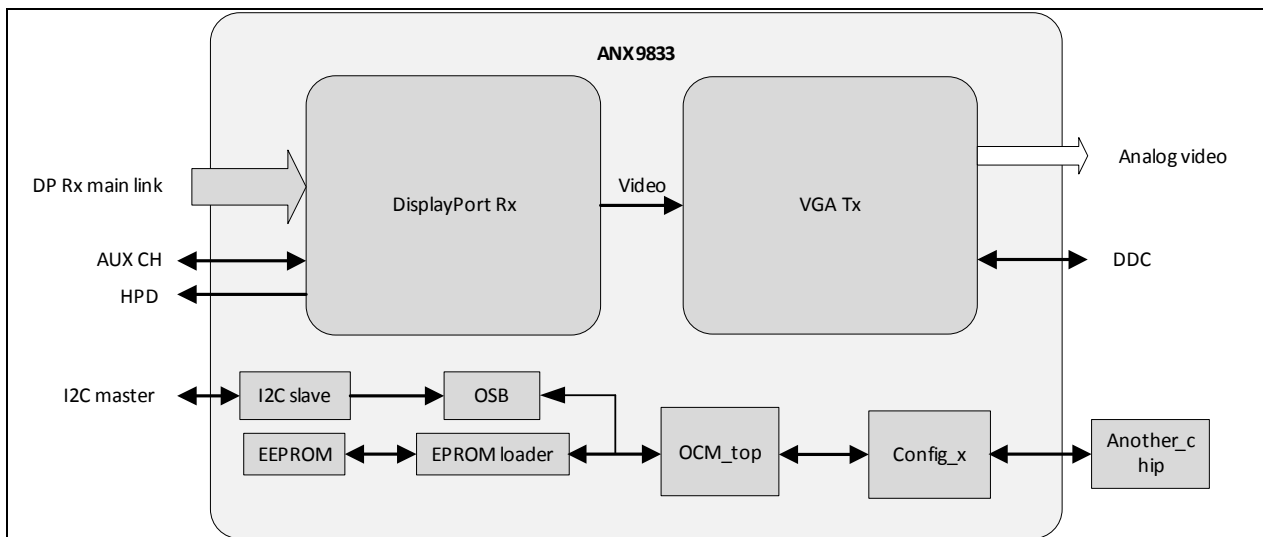 ANX9833
DP Rx main link
DisplayPort Rx
Video
VGA Tx
Analog video
AUX CH
DDC
HPD
I2C master
I2C slave
OSB
EEPROM
EPROM loader
OCM_top
Config_x
Another_c
hip